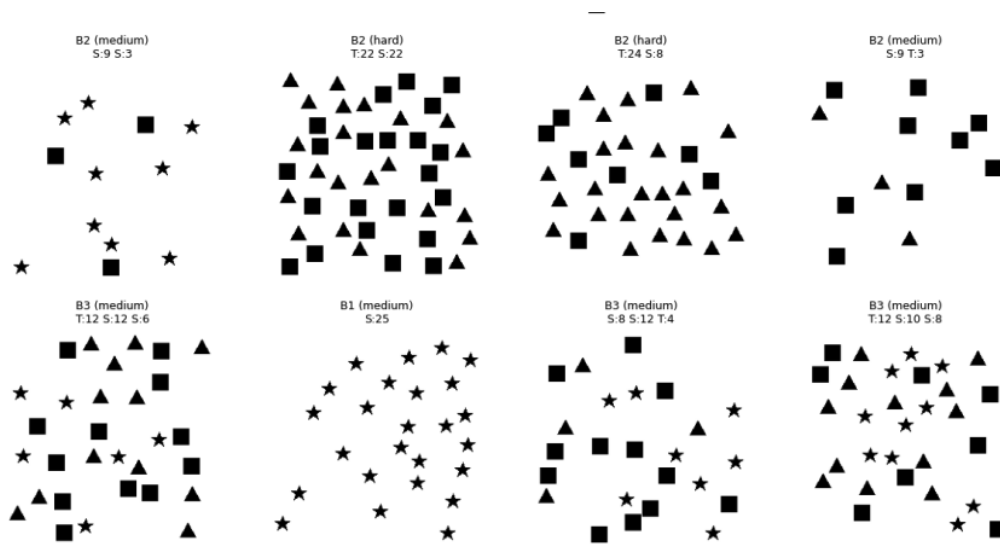 B2 (medium)
S:9 S:3
B2 (hard)
T:22 S:22
B2 (hard)
T:24 S:8
B2 (medium)
S:9 T:3
B3 (medium)
T:12 S:12 S:6
B1 (medium)
S:25
B3 (medium)
S:8 S:12 T:4
B3 (medium)
T:12 S:10 S:8